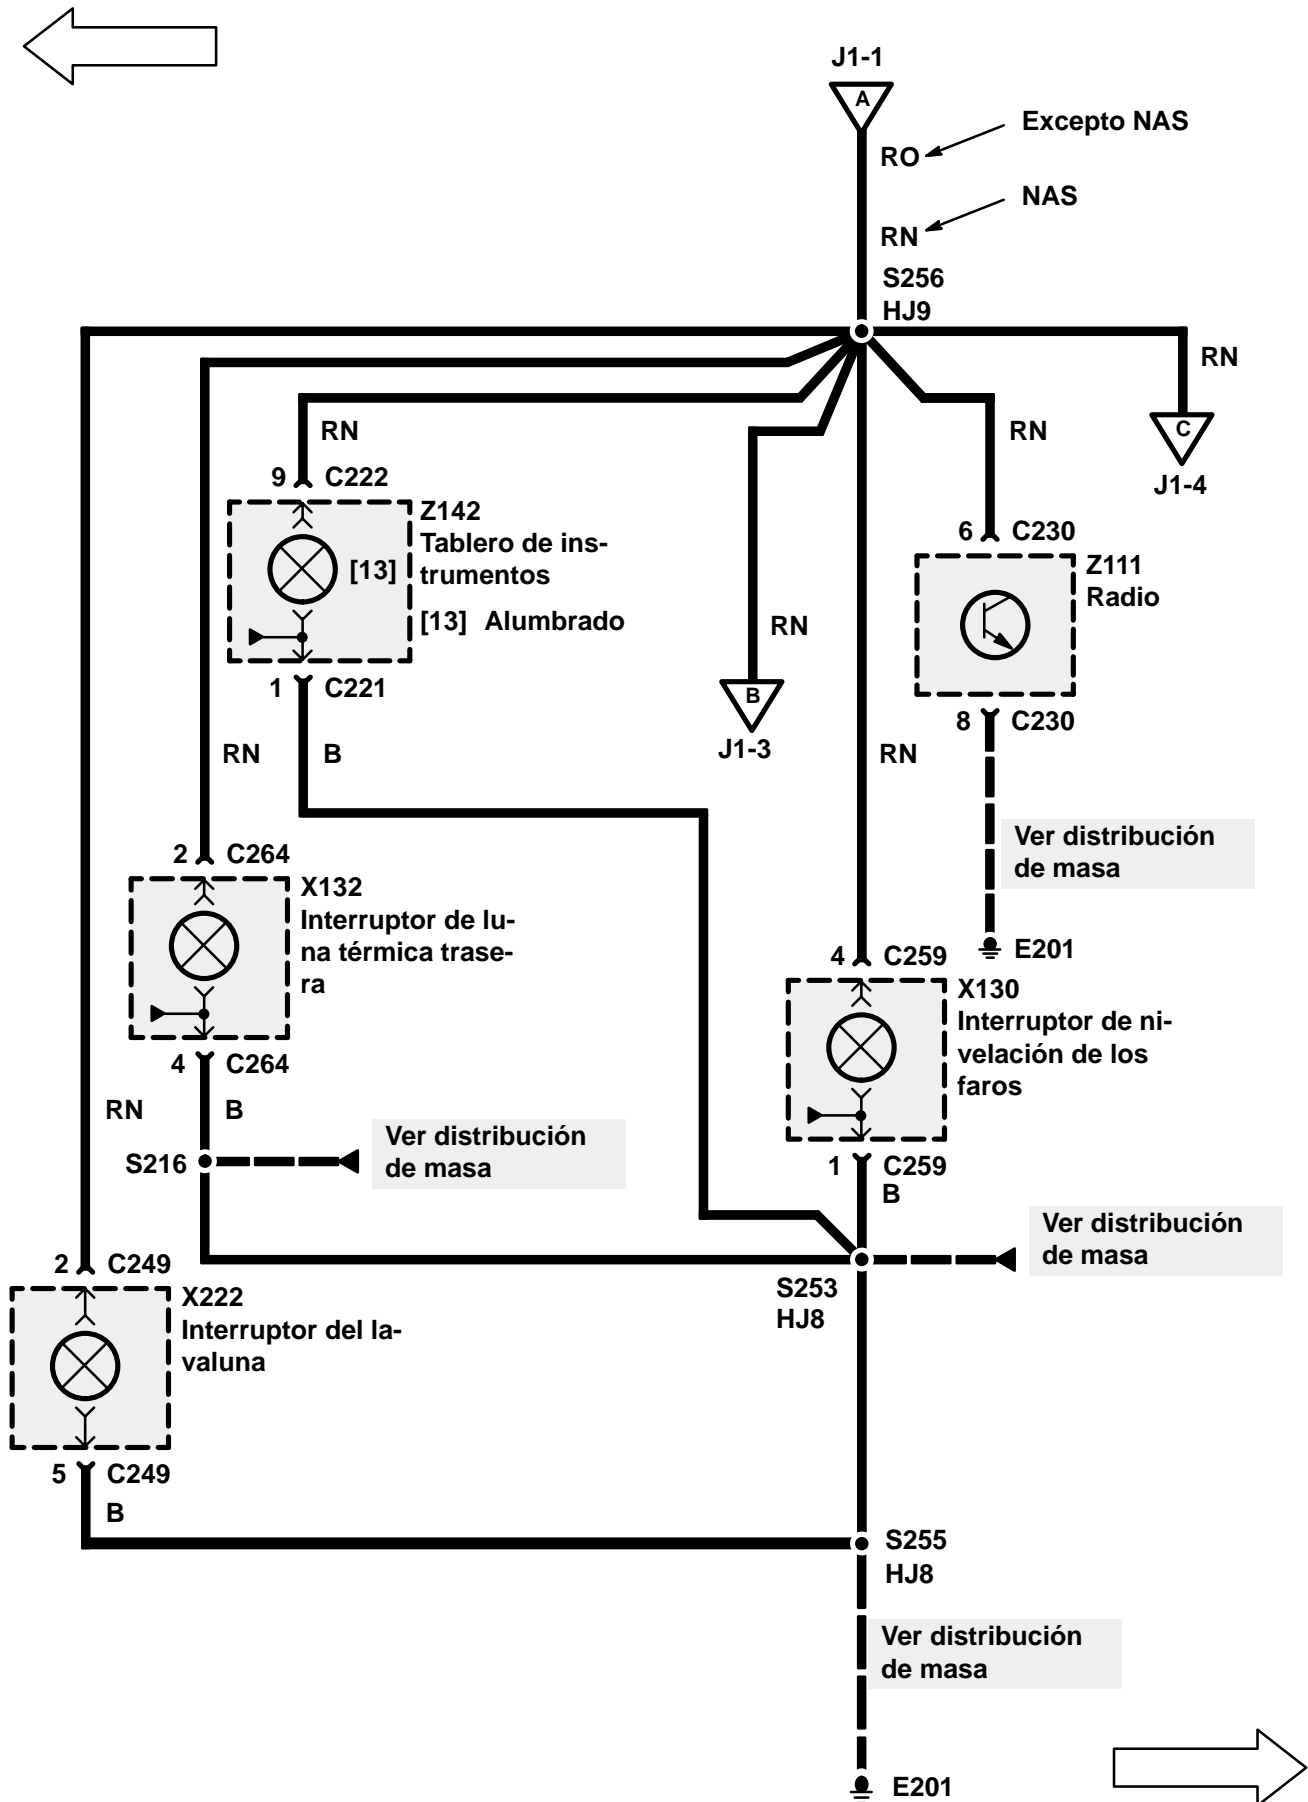 J1-1
A
Excepto NAS
RO
NAS
RN
S256
HJ9
RN
C
J1-4
RN
9 C222
Z142
Tablero de ins-
trumentos
[13]
[13] Alumbrado
1 C221
RN
6 C230
Z111
Radio
8 C230
RN
B
J1-3
RN
B
RN
Ver distribución
de masa
E201
2 C264
X132
Interruptor de lu-
na térmica trase-
ra
4 C264
4 C259
X130
Interruptor de ni-
velación de los
faros
1 C259
B
RN
B
S216
Ver distribución
de masa
Ver distribución
de masa
S253
HJ8
2 C249
X222
Interruptor del la-
valuna
5 C249
B
S255
HJ8
Ver distribución
de masa
E201